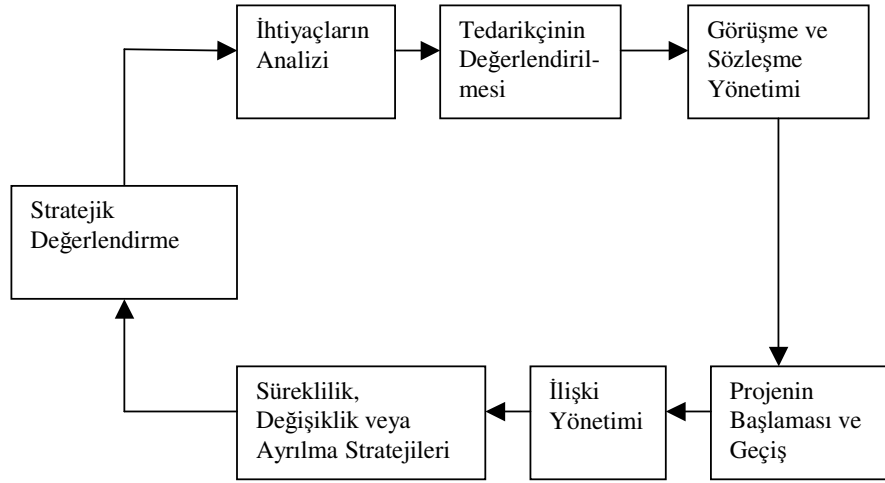 İhtiyaçların
Analizi
Tedarikçinin
Değerlendiril-
mesi
Görüşme ve
Sözleşme
Yönetimi
Stratejik
Değerlendirme
Süreklilik,
Değişiklik veya
Ayrılma Stratejileri
İlişki
Yönetimi
Projenin
Başlaması ve
Geçiş